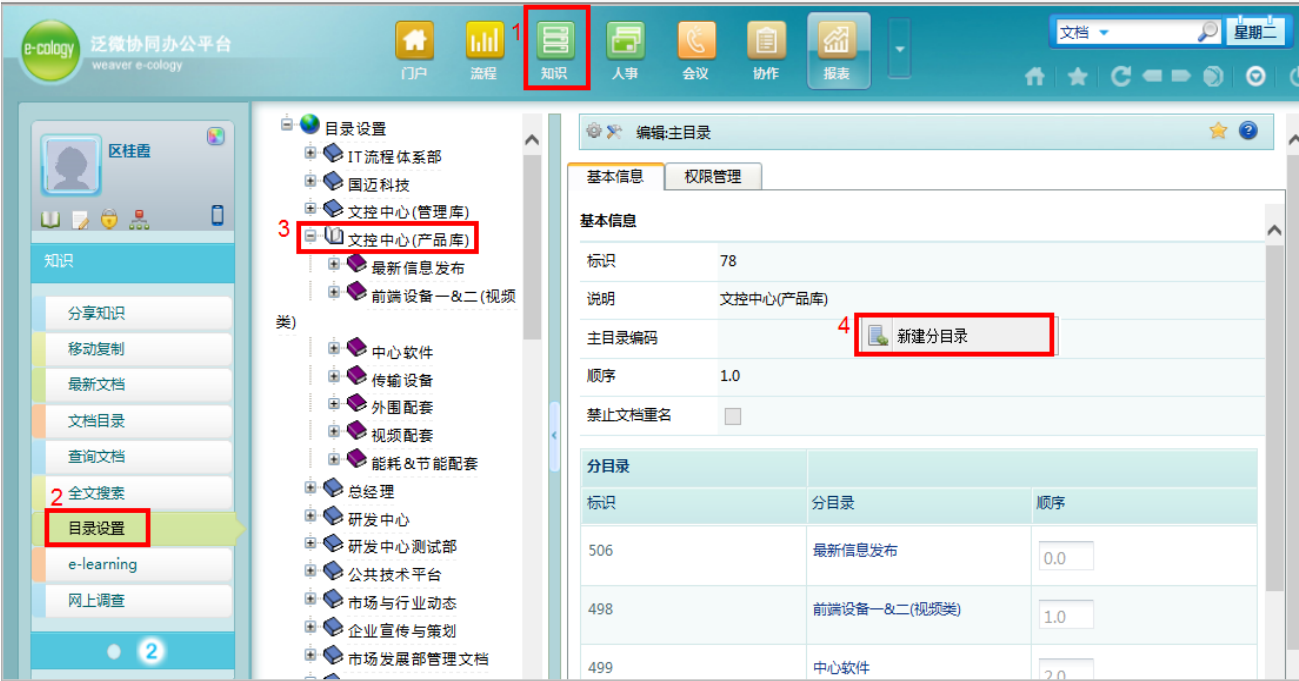 e-cology 泛微协同办公平台
weaver e-cology
门户 流程 1 知识 人事 会议 协作 报表
文档 星期二
区桂霞
知识
分享知识
移动复制
最新文档
文档目录
查询文档
全文搜索
2 目录设置
e-learning
网上调查
2
目录设置
IT流程体系部
国迈科技
文控中心(管理库)
3 文控中心(产品库)
最新信息发布
前端设备一&二(视频
类)
中心软件
传输设备
外围配套
视频配套
能耗&节能配套
总经理
研发中心
研发中心测试部
公共技术平台
市场与行业动态
企业宣传与策划
市场发展部管理文档
编辑:主目录
基本信息 权限管理
基本信息
标识 78
说明 文控中心(产品库)
主目录编码
4 新建分目录
顺序 1.0
禁止文档重名
分目录
标识 分目录 顺序
506 最新信息发布 0.0
498 前端设备一&二(视频类) 1.0
499 中心软件 2.0